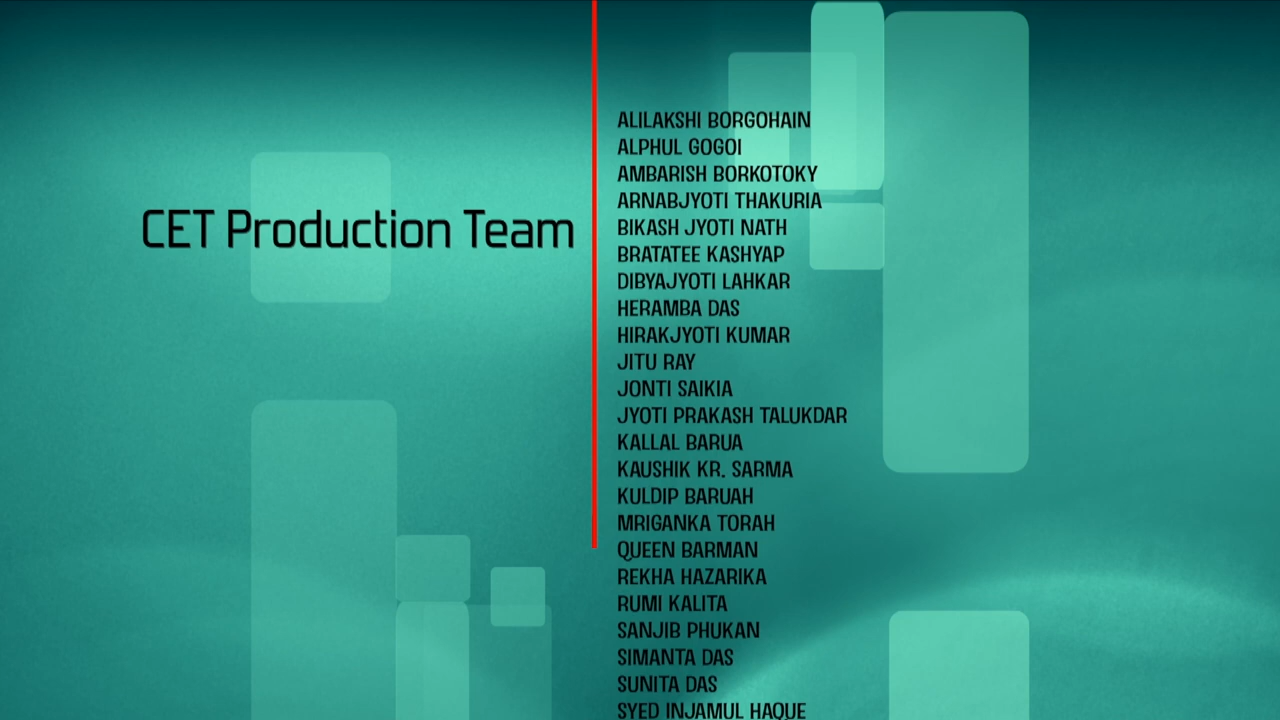 CET Production Team
ALILAKSHI BORGOHAIN
ALPHUL GOGOI
AMBARISH BORKOTOKY
ARNABJYOTI THAKURIA
BIKASH JYOTI NATH
BRATATEE KASHYAP
DIBYAJYOTI LAHKAR
HERAMBA DAS
HIRAKJYOTI KUMAR
JITU RAY
JONTI SAIKIA
JYOTI PRAKASH TALUKDAR
KALLAL BARUA
KAUSHIK KR. SARMA
KULDIP BARUAH
MRIGANKA TORAH
QUEEN BARMAN
REKHA HAZARIKA
RUMI KALITA
SANJIB PHUKAN
SIMANTA DAS
SUNITA DAS
SYED INJAMUL HAQUE